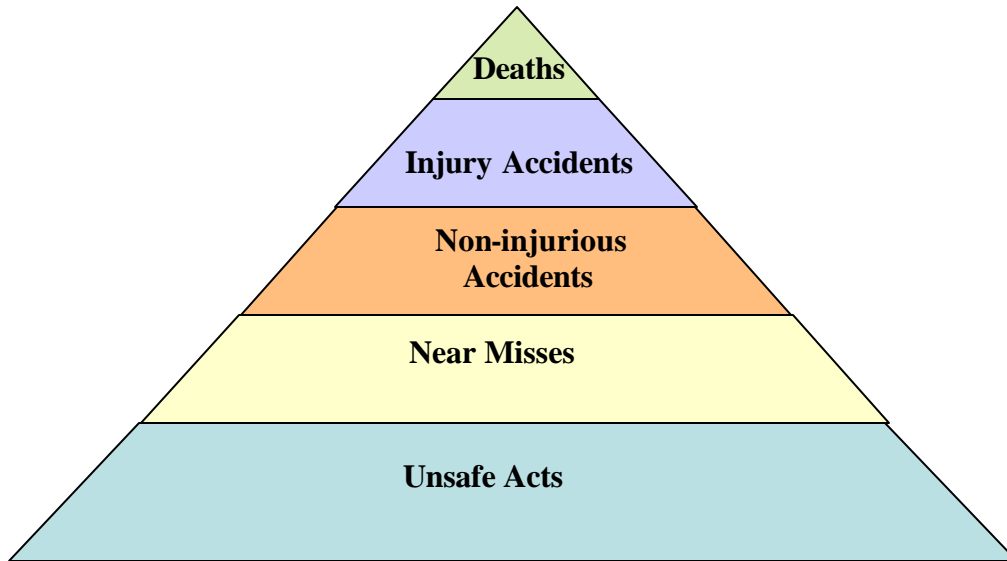 Deaths
Injury Accidents
Non-injurious
Accidents
Near Misses
Unsafe Acts